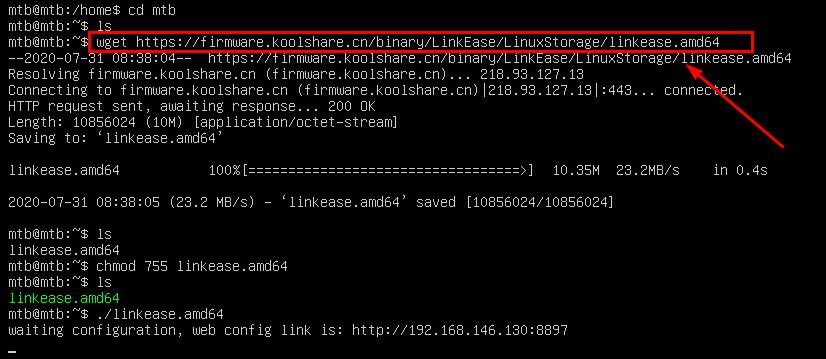 mtb@mtb:/home$ cd mtb
mtb@mtb:~$ ls
mtb@mtb:~$ wget https://firmware.koolshare.cn/binary/LinkEase/LinuxStorage/linkease.amd64
--2020-07-31 08:38:04--  https://firmware.koolshare.cn/binary/LinkEase/LinuxStorage/linkease.amd64
Resolving firmware.koolshare.cn (firmware.koolshare.cn)... 218.93.127.13
Connecting to firmware.koolshare.cn (firmware.koolshare.cn)|218.93.127.13|:443... connected.
HTTP request sent, awaiting response... 200 OK
Length: 10856024 (10M) [application/octet-stream]
Saving to: ‘linkease.amd64’
linkease.amd64 100%[==================================>] 10.35M 23.2MB/s in 0.4s
2020-07-31 08:38:05 (23.2 MB/s) - ‘linkease.amd64’ saved [10856024/10856024]
mtb@mtb:~$ ls
linkease.amd64
mtb@mtb:~$ chmod 755 linkease.amd64
mtb@mtb:~$ ls
linkease.amd64
mtb@mtb:~$ ./linkease.amd64
waiting configuration, web config link is: http://192.168.146.130:8897